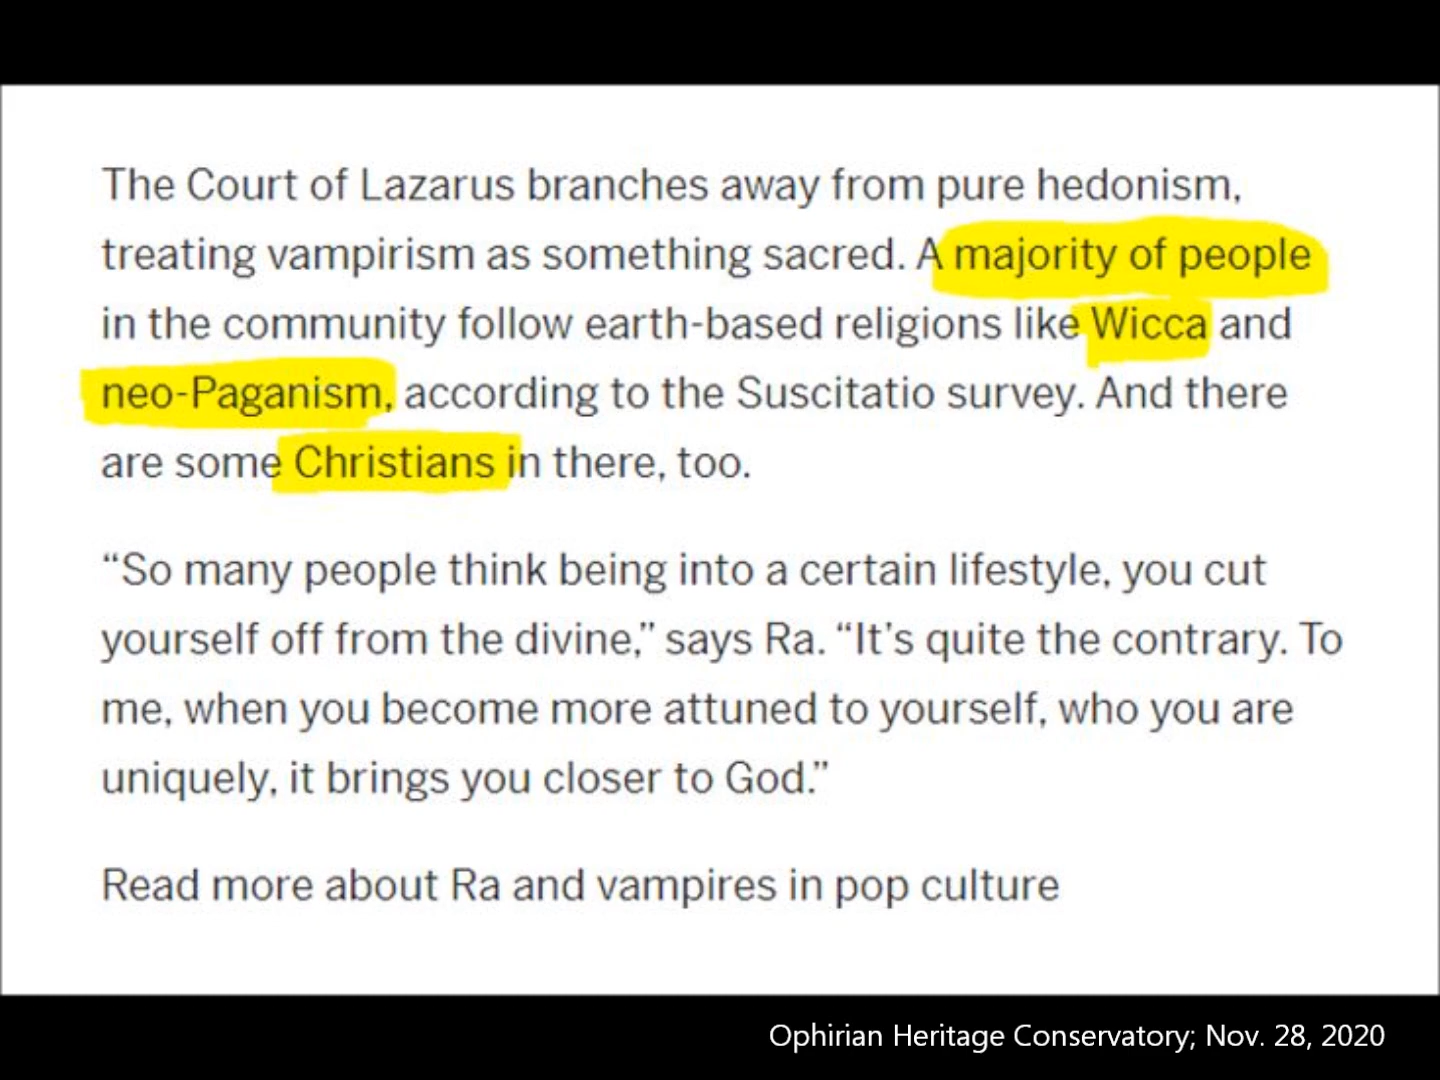 The Court of Lazarus branches away from pure hedonism,
treating vampirism as something sacred. A majority of people
in the community follow earth-based religions like Wicca and
neo-Paganism, according to the Suscitatio survey. And there
are some Christians in there, too.
“So many people think being into a certain lifestyle, you cut
yourself off from the divine,” says Ra. “It’s quite the contrary. To
me, when you become more attuned to yourself, who you are
uniquely, it brings you closer to God.”
Read more about Ra and vampires in pop culture
Ophirian Heritage Conservatory; Nov. 28, 2020